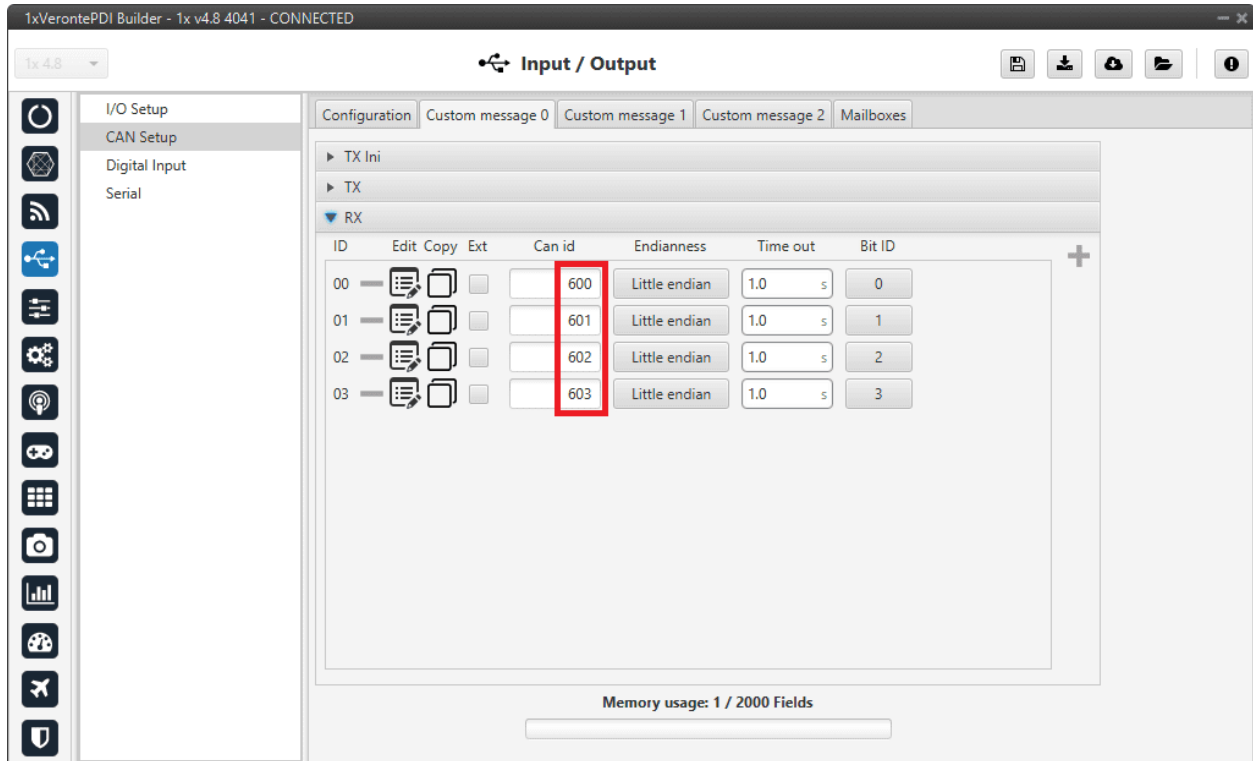 1xVerontePDI Builder - 1x v4.8 4041 - CONNECTED
1x 4.8
Input / Output
I/O Setup
CAN Setup
Digital Input
Serial
Configuration Custom message 0 Custom message 1 Custom message 2 Mailboxes
TX Ini
TX
RX
ID Edit Copy Ext Can id Endianness Time out Bit ID
00 600 Little endian 1.0 s 0
01 601 Little endian 1.0 s 1
02 602 Little endian 1.0 s 2
03 603 Little endian 1.0 s 3
Memory usage: 1 / 2000 Fields